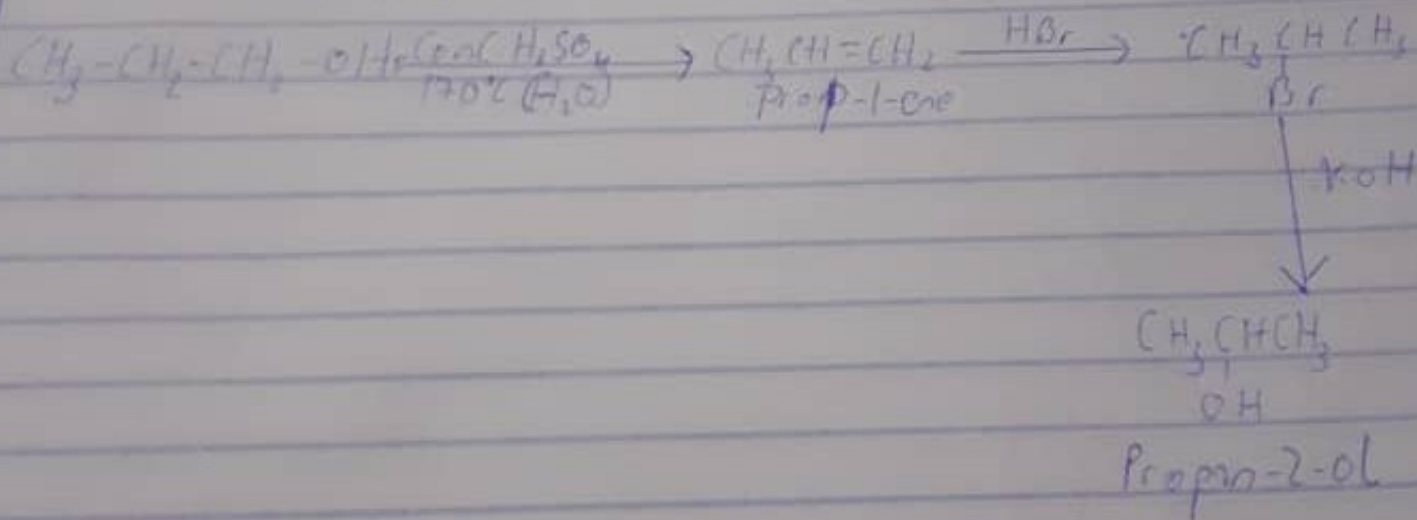 CH3-CH2-CH2-OH Conc H2SO4 → CH3CH=CH2 HBr → CH3CHCH3
170°C (H2O) Prop-1-ene Br
KOH
CH3CHCH3
OH
Propan-2-ol